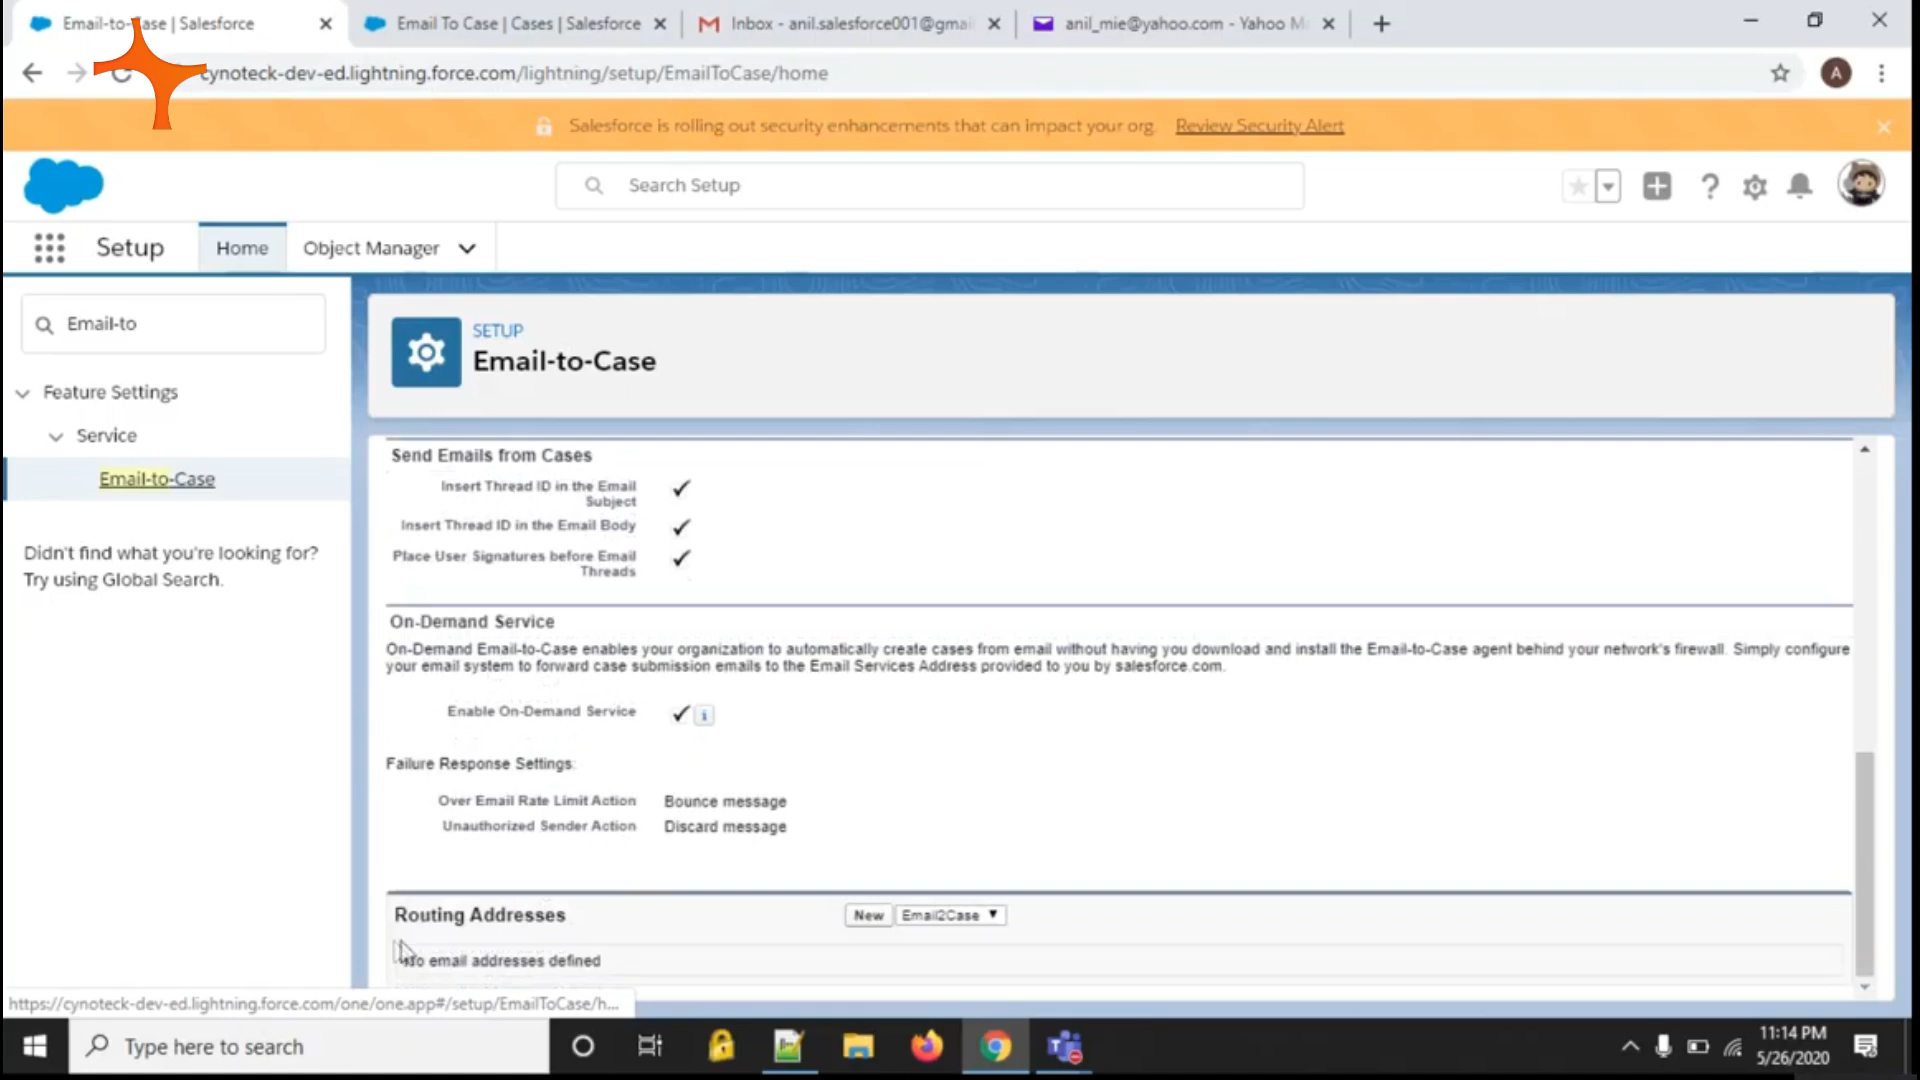 Email-to-Case | Salesforce
Email To Case | Cases | Salesforce
Inbox - anil.salesforce001@gmai
anil_mie@yahoo.com - Yahoo M
cynoteck-dev-ed.lightning.force.com/lightning/setup/EmailToCase/home
A
Salesforce is rolling out security enhancements that can impact your org. Review Security Alert
Search Setup
Setup
Home
Object Manager
Email-to
Feature Settings
Service
Email-to-Case
Didn't find what you're looking for?
Try using Global Search.
SETUP
Email-to-Case
Send Emails from Cases
Insert Thread ID in the Email
Subject
Insert Thread ID in the Email Body
Place User Signatures before Email
Threads
On-Demand Service
On-Demand Email-to-Case enables your organization to automatically create cases from email without having you download and install the Email-to-Case agent behind your network's firewall. Simply configure
your email system to forward case submission emails to the Email Services Address provided to you by salesforce.com.
Enable On-Demand Service
i
Failure Response Settings:
Over Email Rate Limit Action Bounce message
Unauthorized Sender Action Discard message
Routing Addresses
New
Email2Case
No email addresses defined
https://cynoteck-dev-ed.lightning.force.com/one/one.app#/setup/EmailToCase/h...
Type here to search
11:14 PM
5/26/2020